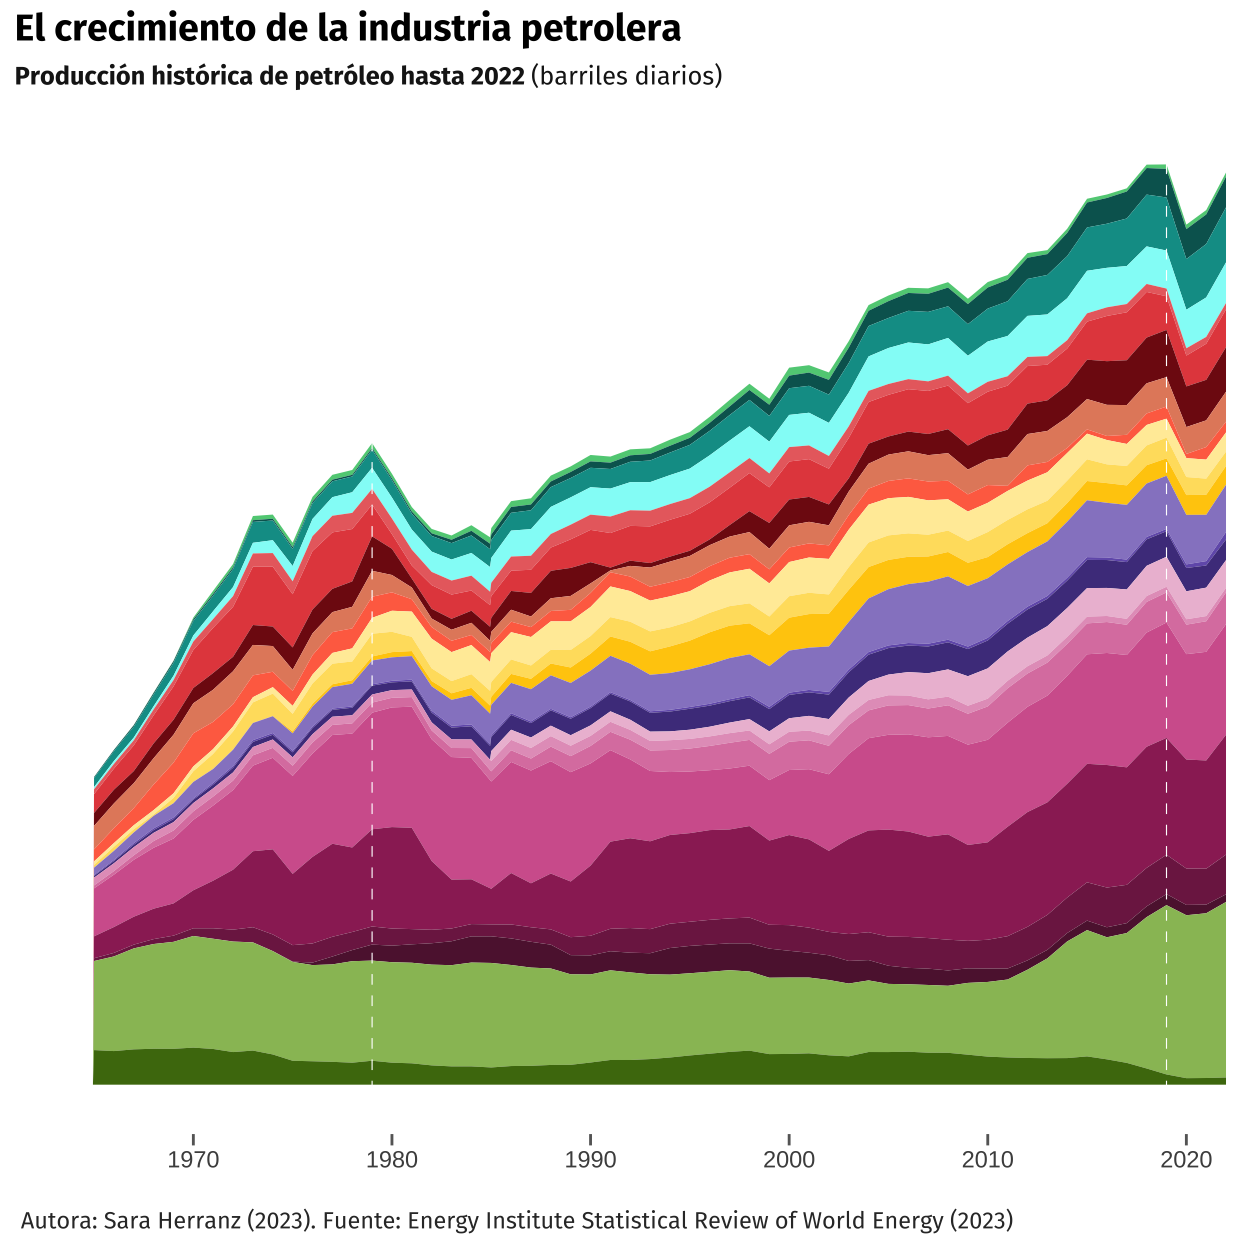 El crecimiento de la industria petrolera
Producción histórica de petróleo hasta 2022 (barriles diarios)
1970 1980 1990 2000 2010 2020
Autora: Sara Herranz (2023). Fuente: Energy Institute Statistical Review of World Energy (2023)